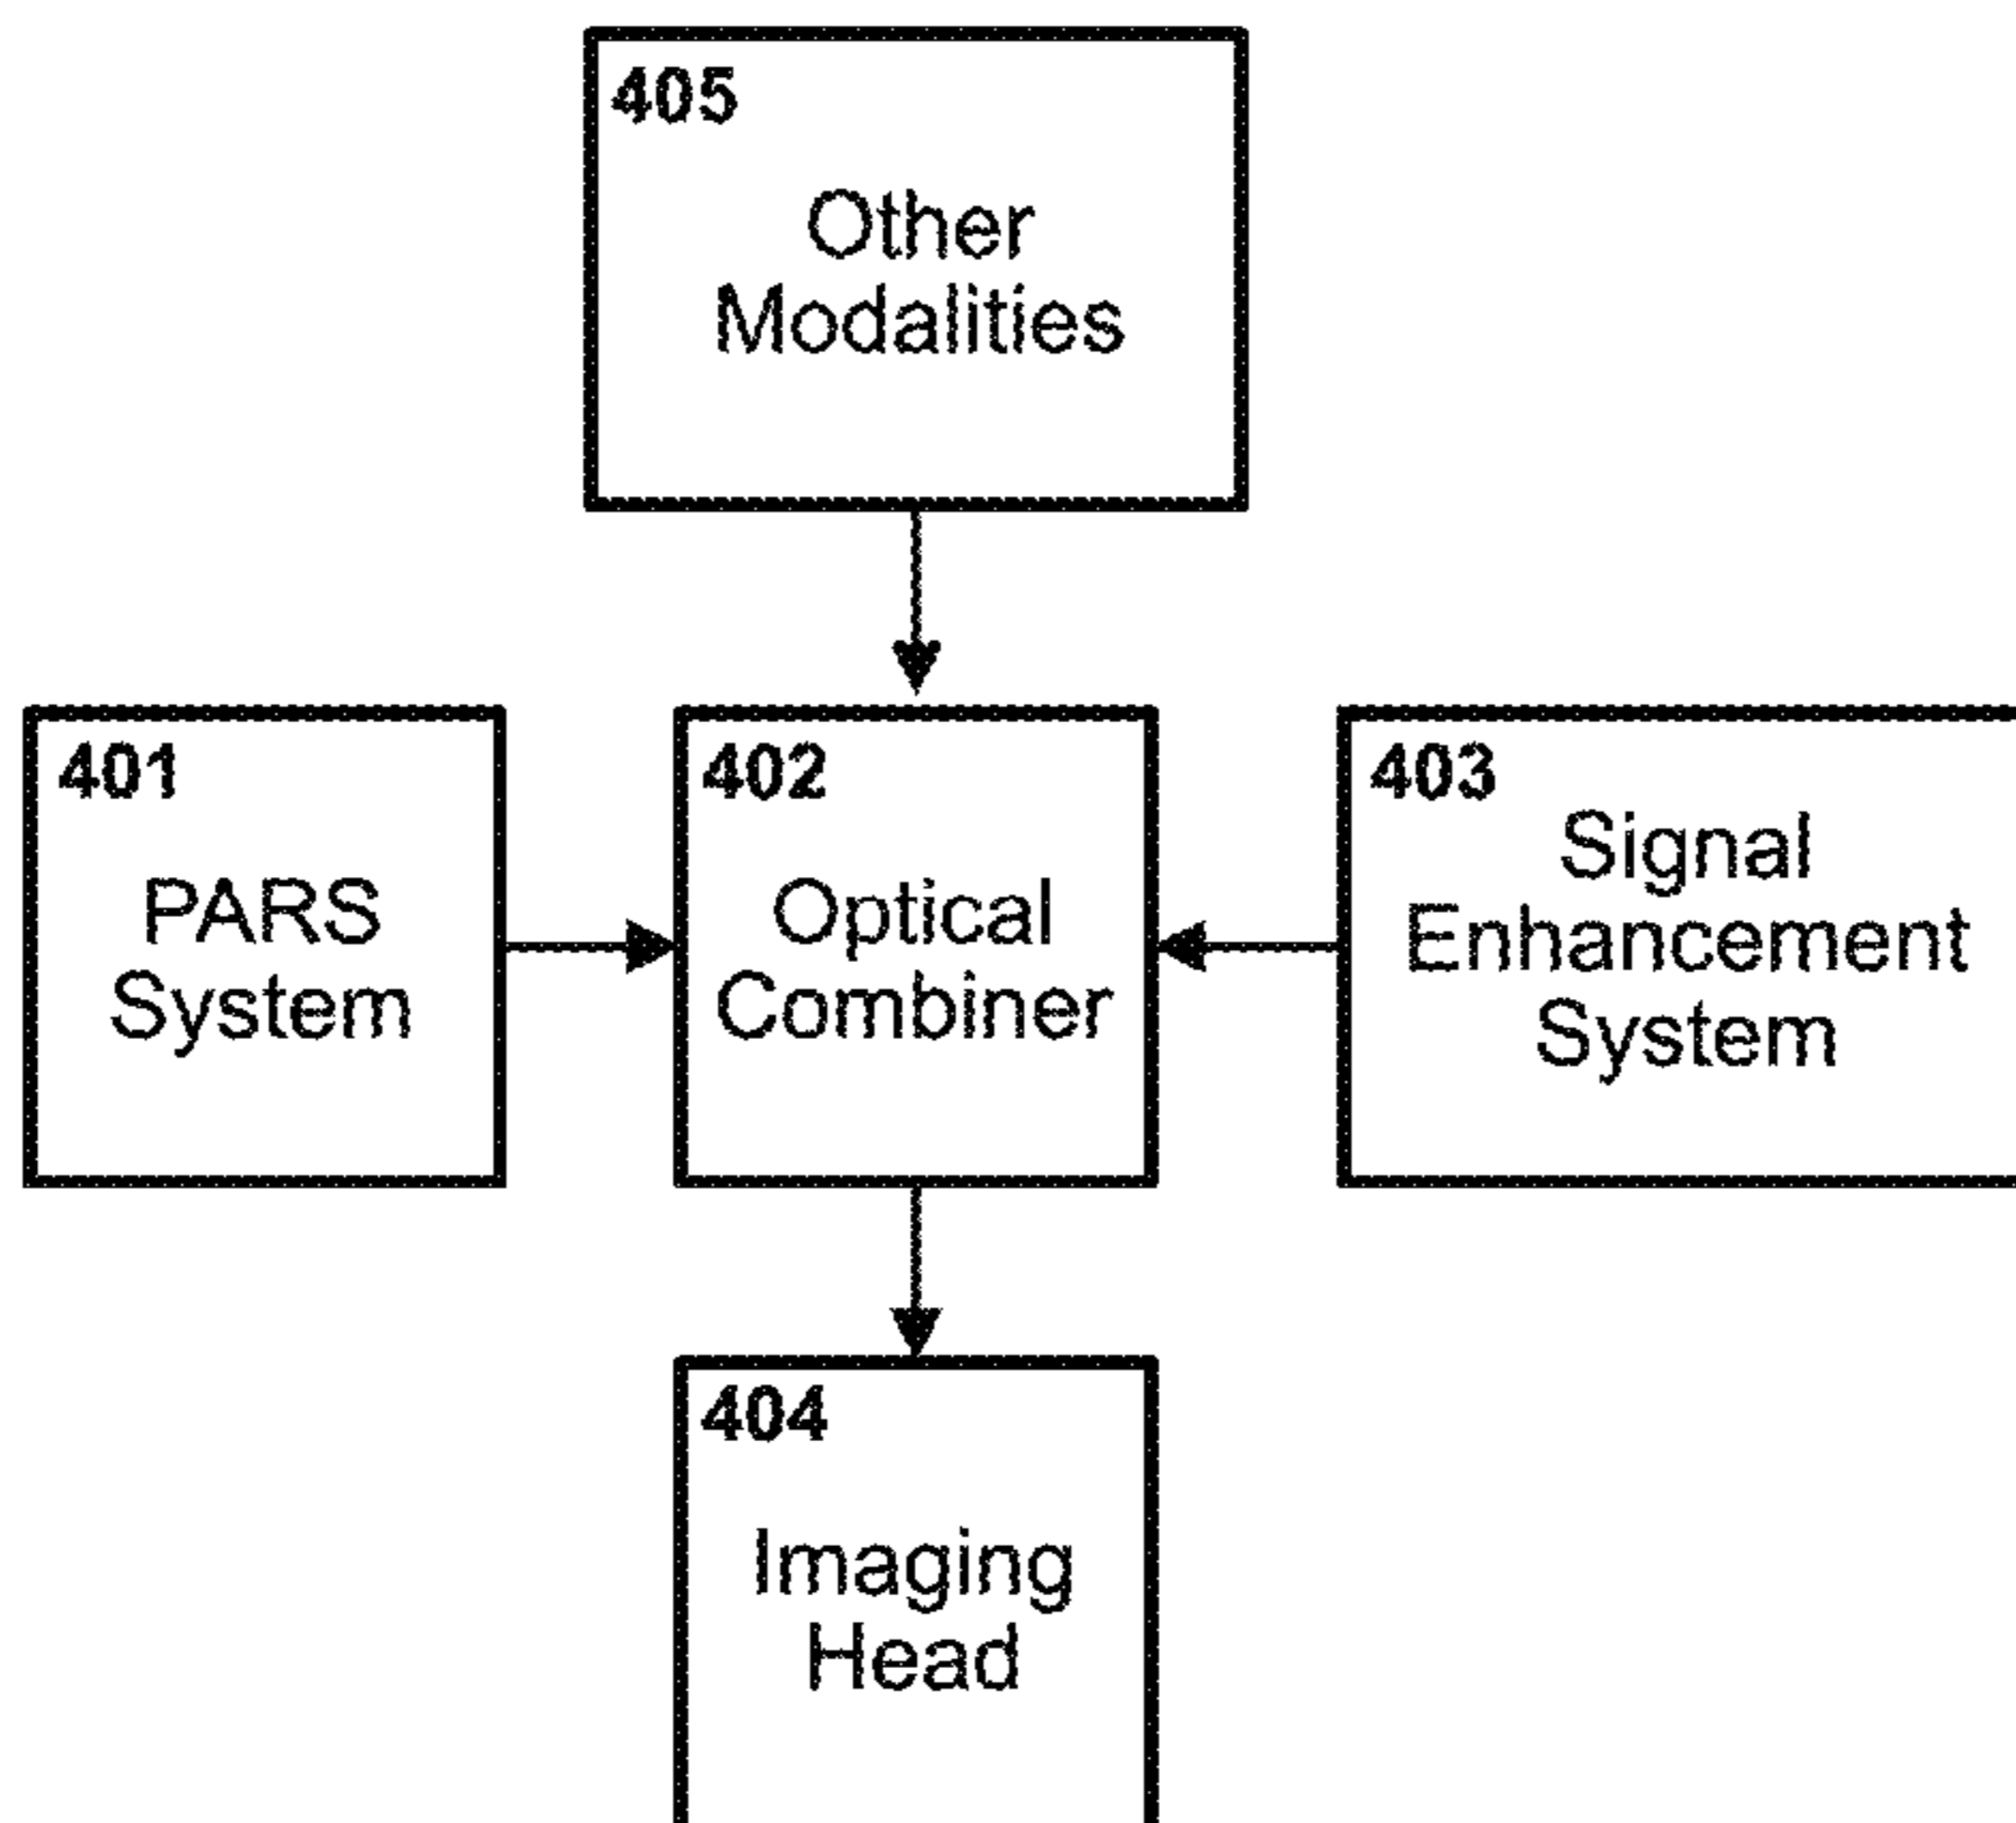 405
Other
Modalities
401
PARS
System
402
Optical
Combiner
403
Signal
Enhancement
System
404
Imaging
Head